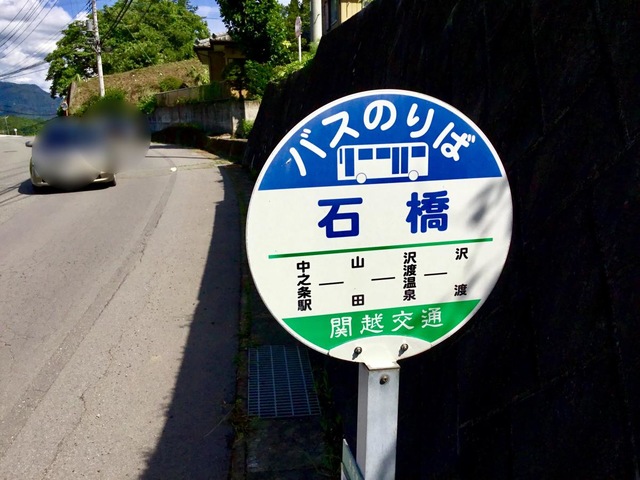 バスのりば
石橋
中之条駅 — 山田 — 沢渡温泉 — 沢渡
関越交通